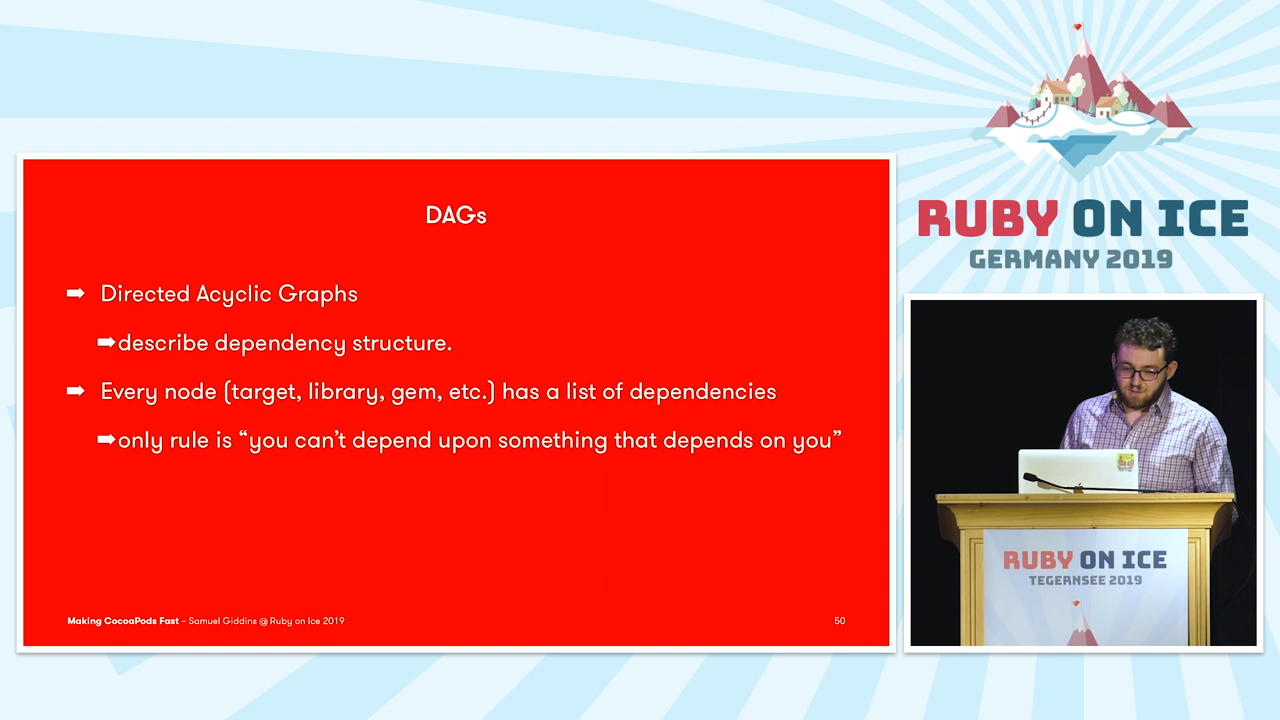 DAGs
➡ Directed Acyclic Graphs
➡describe dependency structure.
➡ Every node (target, library, gem, etc.) has a list of dependencies
➡only rule is “you can’t depend upon something that depends on you”
Making CocoaPods Fast – Samuel Giddins @ Ruby on Ice 2019
50
RUBY ON ICE
GERMANY 2019
RUBY ON ICE
TEGERNSEE 2019